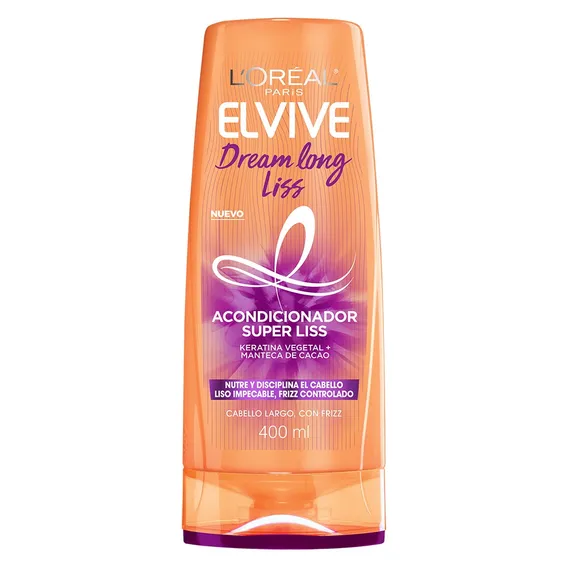 L'ORÉAL
PARIS
ELVIVE
Dream long
Liss
NUEVO
ACONDICIONADOR
SUPER LISS
KERATINA VEGETAL +
MANTECA DE CACAO
NUTRE Y DISCIPLINA EL CABELLO
LISO IMPECABLE, FRIZZ CONTROLADO
CABELLO LARGO, CON FRIZZ
400 ml